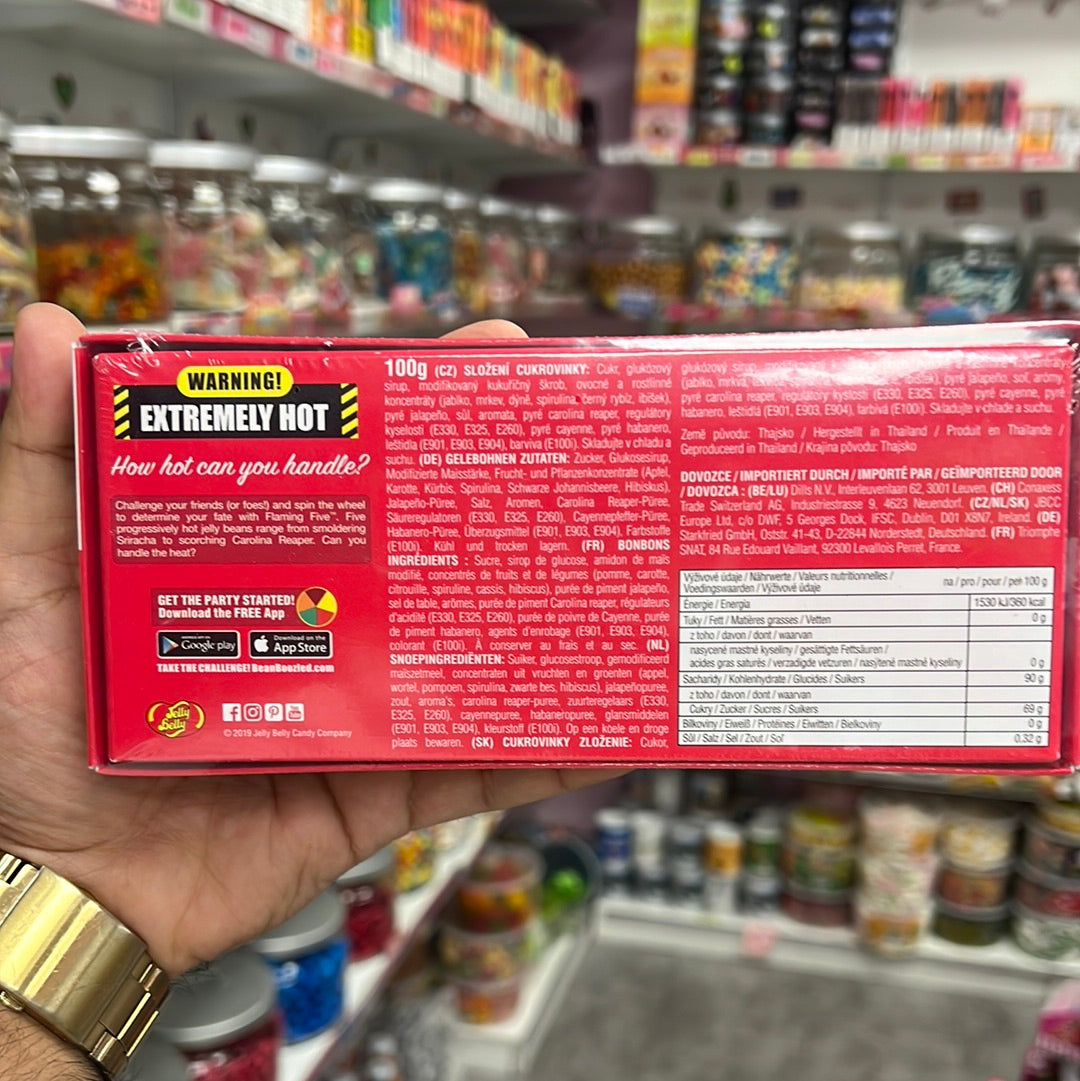 WARNING!
EXTREMELY HOT
How hot can you handle?
Challenge your friends (or foes!) and spin the wheel
to determine your fate with Flaming Five™. Five
progressively hot jelly beans range from smoldering
Sriracha to scorching Carolina Reaper. Can you
handle the heat?
GET THE PARTY STARTED!
Download the FREE App
Google play
Download on the
App Store
TAKE THE CHALLENGE! BeanBoozled.com
Jelly
Belly
© 2019 Jelly Belly Candy Company
100g (CZ) SLOŽENÍ CUKROVINKY: Cukr, glukózový
sirup, modifikovaný kukuřičný škrob, ovocné a rostlinné
koncentráty (jablko, mrkev, dýně, spirulina, černý rybíz, ibišek),
pyré jalapeño, sůl, aromata, pyré carolina reaper, regulátory
kyselosti (E330, E325, E260), pyré cayenne, pyré habanero,
leštidla (E901, E903, E904), barviva (E100i). Skladujte v chladu a
suchu. (DE) GELEBOHNEN ZUTATEN: Zucker, Glukosesirup,
Modifizierte Maisstärke, Frucht- und Pflanzenkonzentrate (Apfel,
Karotte, Kürbis, Spirulina, Schwarze Johannisbeere, Hibiskus),
Jalapeño-Püree, Salz, Aromen, Carolina Reaper-Püree,
Säureregulatoren (E330, E325, E260), Cayennepfeffer-Püree,
Habanero-Püree, Überzugsmittel (E901, E903, E904), Farbstoffe
(E100i). Kühl und trocken lagern. (FR) BONBONS
INGRÉDIENTS : Sucre, sirop de glucose, amidon de maïs
modifié, concentrés de fruits et de légumes (pomme, carotte,
citrouille, spiruline, cassis, hibiscus), purée de piment jalapeño,
sel de table, arômes, purée de piment Carolina reaper, régulateurs
d'acidité (E330, E325, E260), purée de poivre de Cayenne, purée
de piment habanero, agents d'enrobage (E901, E903, E904),
colorant (E100i). À conserver au frais et au sec. (NL)
SNOEPINGREDIËNTEN: Suiker, glucosestroop, gemodificeerd
maïszetmeel, concentraten uit vruchten en groenten (appel,
wortel, pompoen, spirulina, zwarte bes, hibiscus), jalapeñopuree,
zout, aroma's, carolina reaper-puree, zuurteregelaars (E330,
E325, E260), cayennepuree, habaneropuree, glansmiddelen
(E901, E903, E904), kleurstoff (E100i). Op een koele en droge
plaats bewaren. (SK) CUKROVINKY ZLOŽENIE: Cukor,
glukózový sirup,
(jablko, mrkva, pyré jalapeño, soľ, arómy,
pyré carolina reaper, regulátory kyslosti (E330, E325, E260), pyré cayenne, pyré
habanero, leštidlá (E901, E903, E904), farbivá (E100i). Skladujte v chlade a suchu.
Země původu: Thajsko / Hergestellt in Thailand / Produit en Thaïlande /
Geproduceerd in Thailand / Krajina pôvodu: Thajsko
DOVOZCE / IMPORTIERT DURCH / IMPORTÉ PAR / GEÏMPORTEERD DOOR
/ DOVOZCA : (BE/LU) Dills N.V., Interleuvenlaan 62, 3001 Leuven. (CH) Conaxess
Trade Switzerland AG, Industriestrasse 9, 4623 Neuendorf. (CZ/NL/SK) JBCC
Europe Ltd, c/o DWF, 5 Georges Dock, IFSC, Dublin, D01 X8N7, Ireland. (DE)
Starkfried GmbH, Oststr. 41-43, D-22844 Norderstedt, Deutschland. (FR) Triomphe
SNAT, 84 Rue Edouard Vaillant, 92300 Levallois Perret, France.
Výživové údaje / Nährwerte / Valeurs nutritionnelles /
Voedingswaarden / Výživové údaje na / pro / pour / per 100 g
Energie / Energia 1530 kJ/360 kcal
Tuky / Fett / Matières grasses / Vetten 0 g
z toho / davon / dont / waarvan
nasycené mastné kyseliny / gesättigte Fettsäuren /
acides gras saturés / verzadigde vetzuren / nasýtené mastné kyseliny 0 g
Sacharidy / Kohlenhydrate / Glucides / Suikers 90 g
z toho / davon / dont / waarvan
Cukry / Zucker / Sucres / Suikers 69 g
Bílkoviny / Eiweiß / Protéines / Eiwitten / Bielkoviny 0 g
Sůl / Salz / Sel / Zout / Soľ 0,32 g